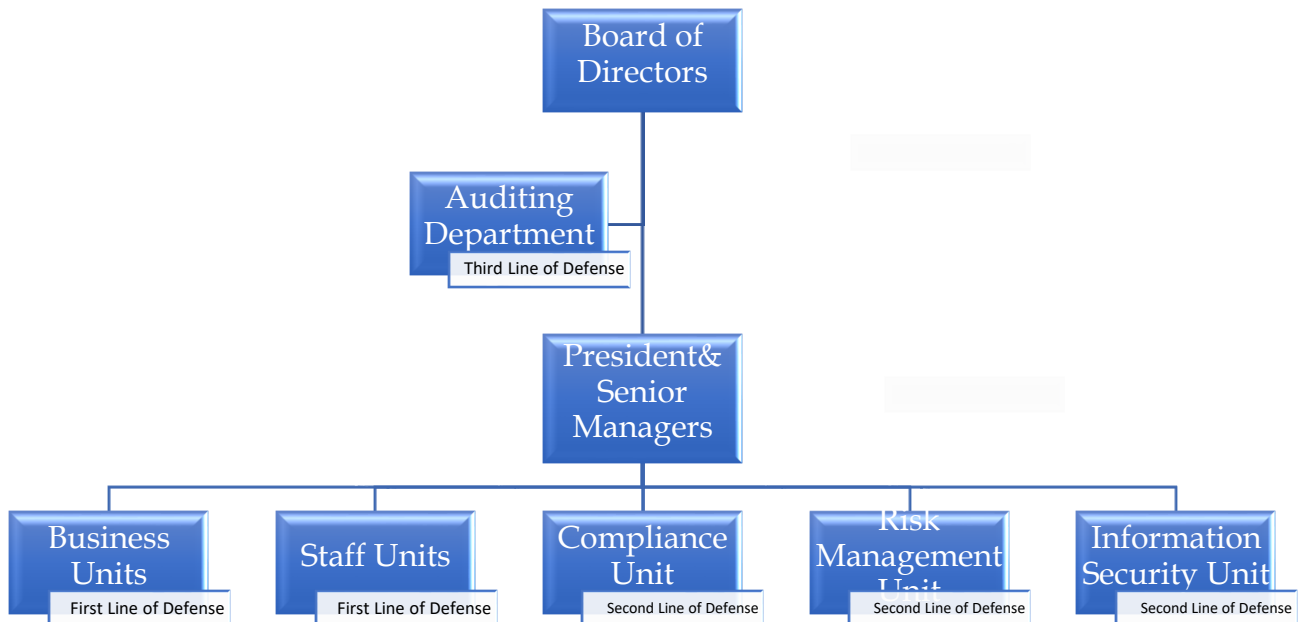 Board of
Directors
Auditing
Department
Third Line of Defense
President&
Senior
Managers
Business
Units
First Line of Defense
Staff Units
First Line of Defense
Compliance
Unit
Second Line of Defense
Risk
Management
Unit
Second Line of Defense
Information
Security Unit
Second Line of Defense